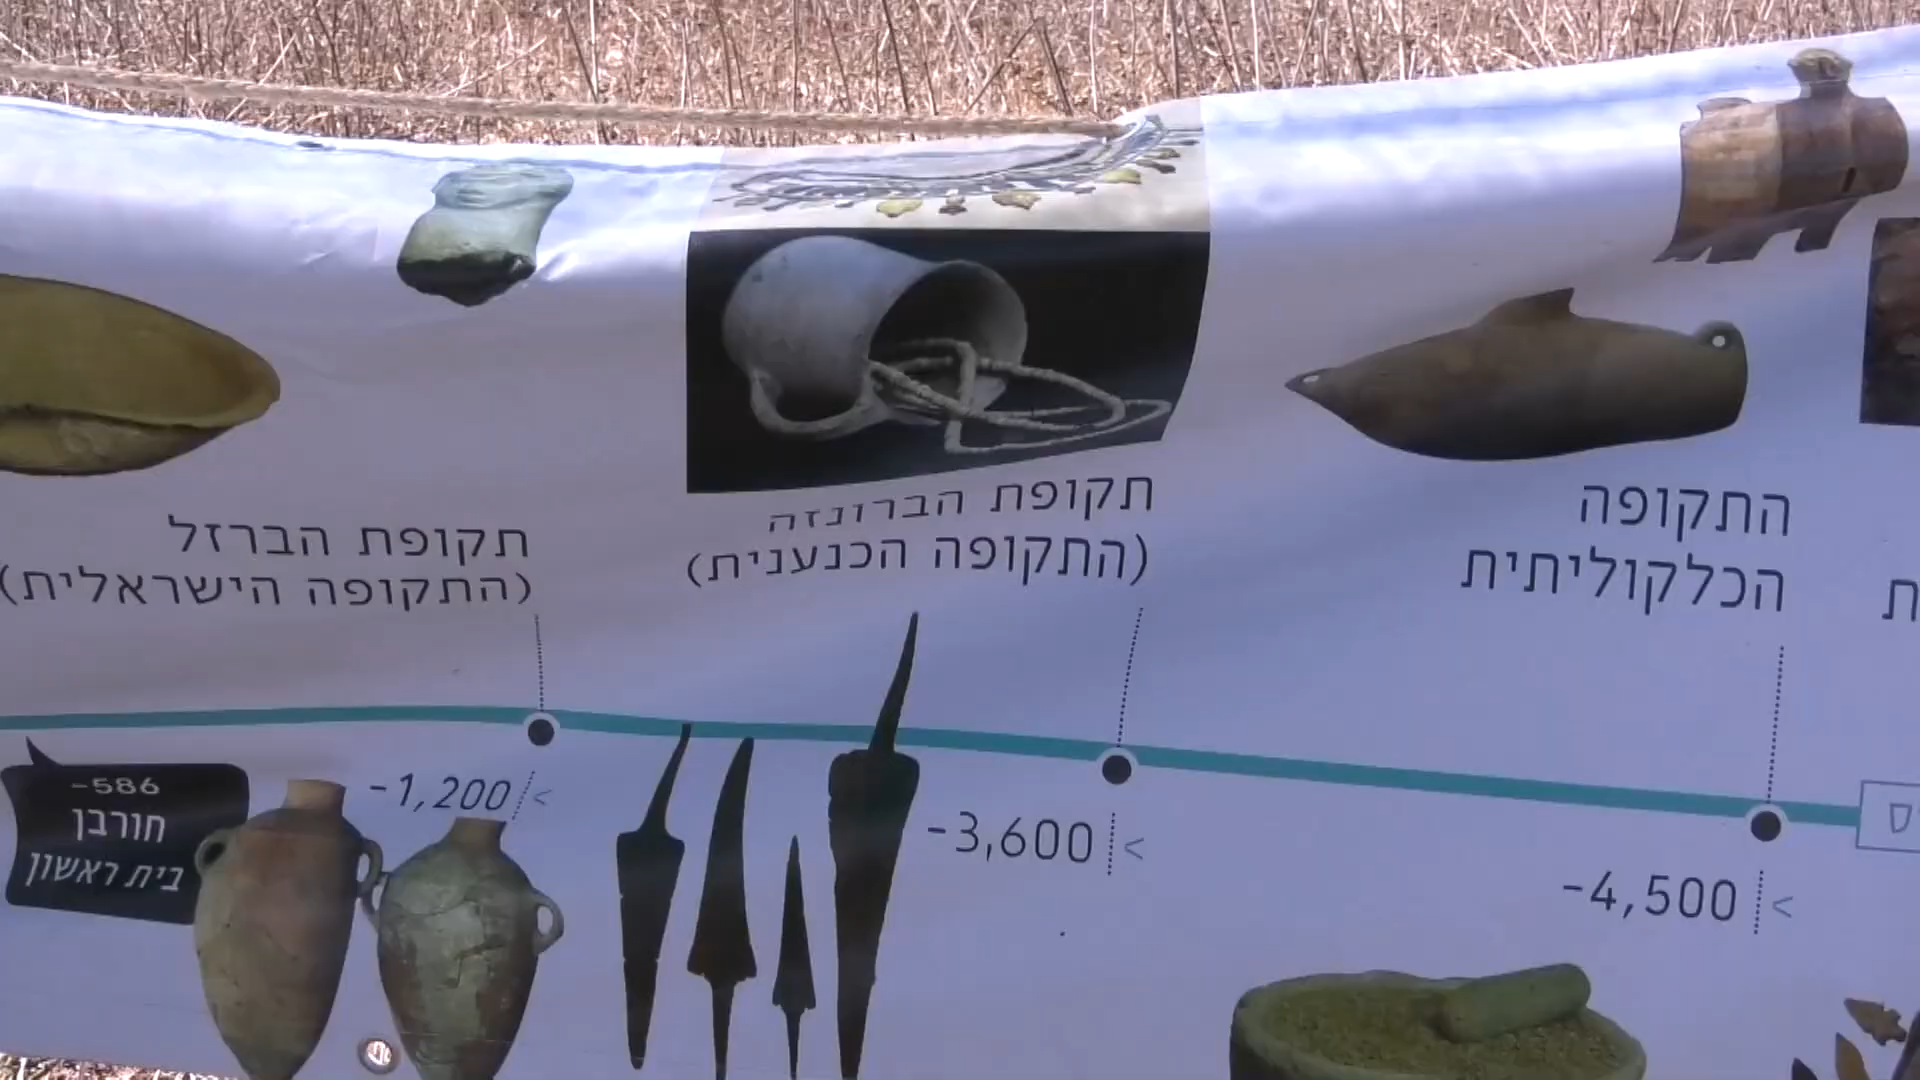 התקופה
הכלקוליתית
-4,500
תקופת הברונזה
(התקופה הכנענית)
-3,600
תקופת הברזל
(התקופה הישראלית)
-1,200
-586
חורבן
בית ראשון